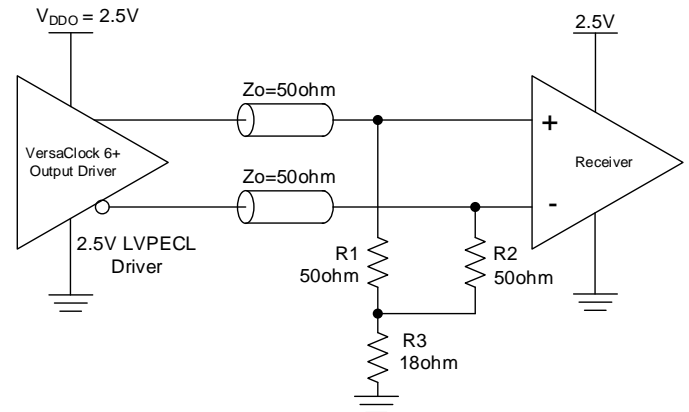 VDDO = 2.5V
2.5V
Zo=50ohm
+
VersaClock 6+
Output Driver
Receiver
Zo=50ohm
-
2.5V LVPECL
Driver
R1
50ohm
R2
50ohm
R3
18ohm